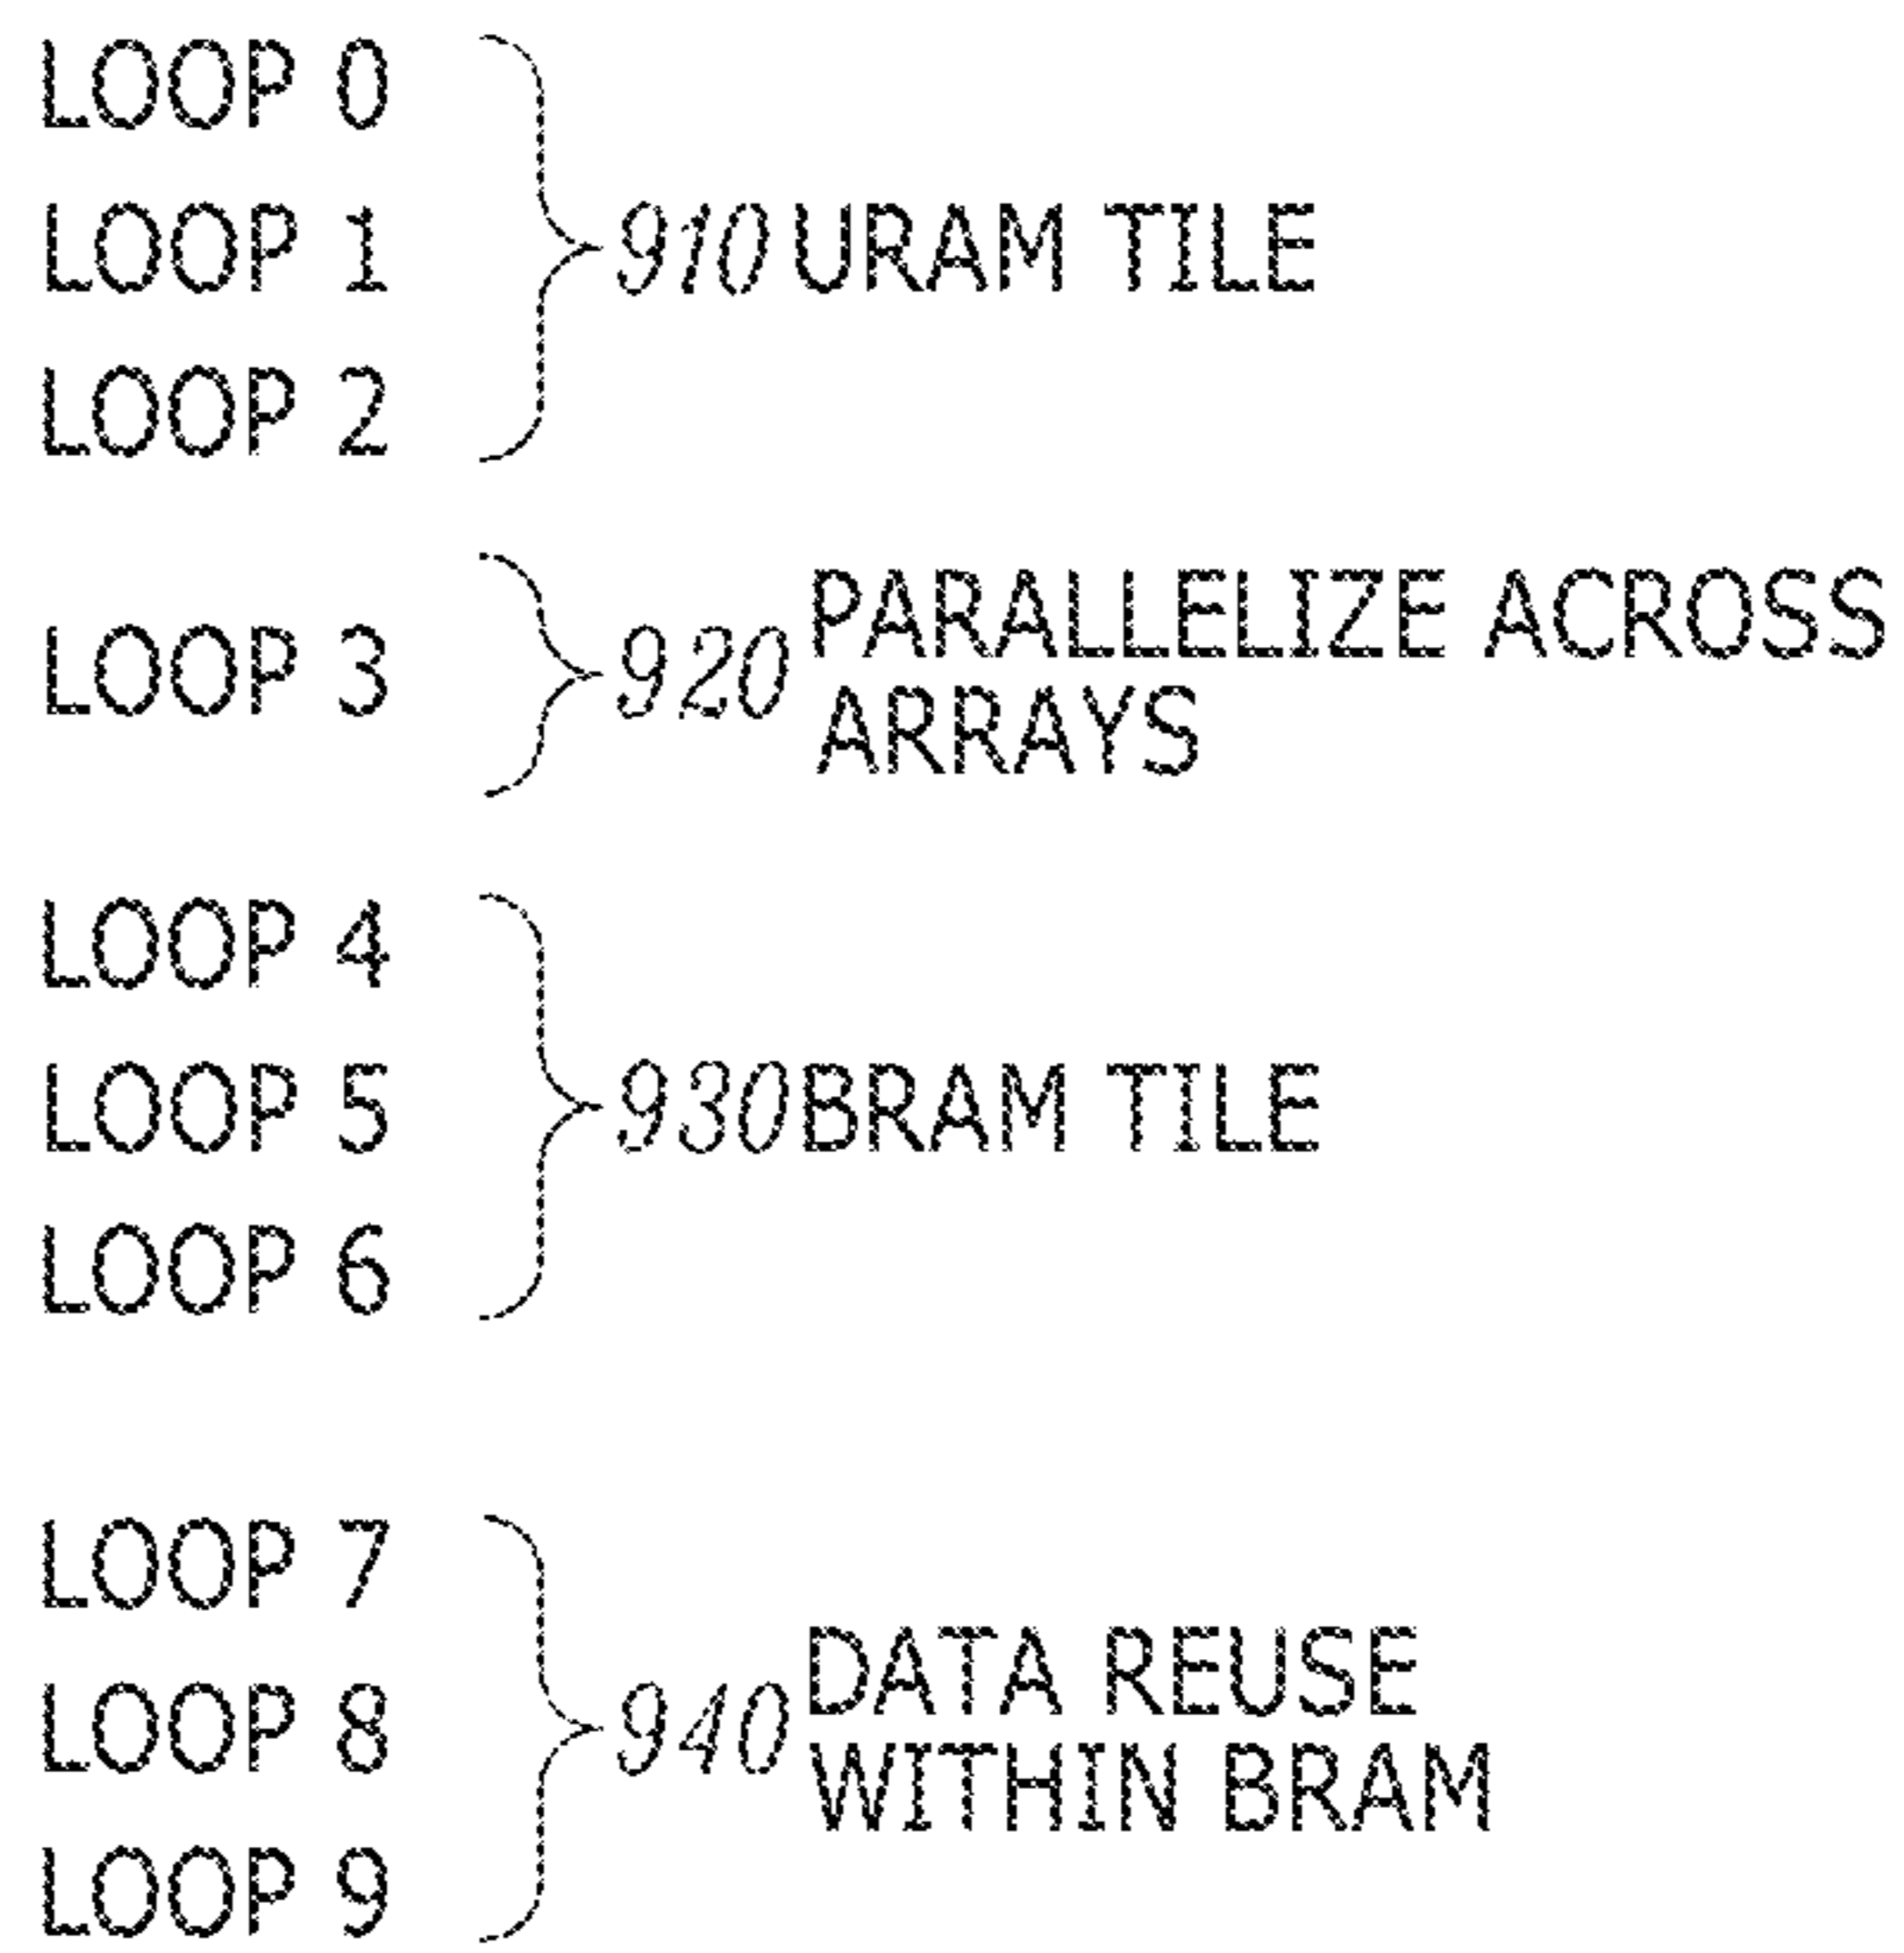 LOOP 0
LOOP 1
910 URAM TILE
LOOP 2
LOOP 3
920 PARALLELIZE ACROSS
ARRAYS
LOOP 4
LOOP 5
930 BRAM TILE
LOOP 6
LOOP 7
LOOP 8
940 DATA REUSE
WITHIN BRAM
LOOP 9